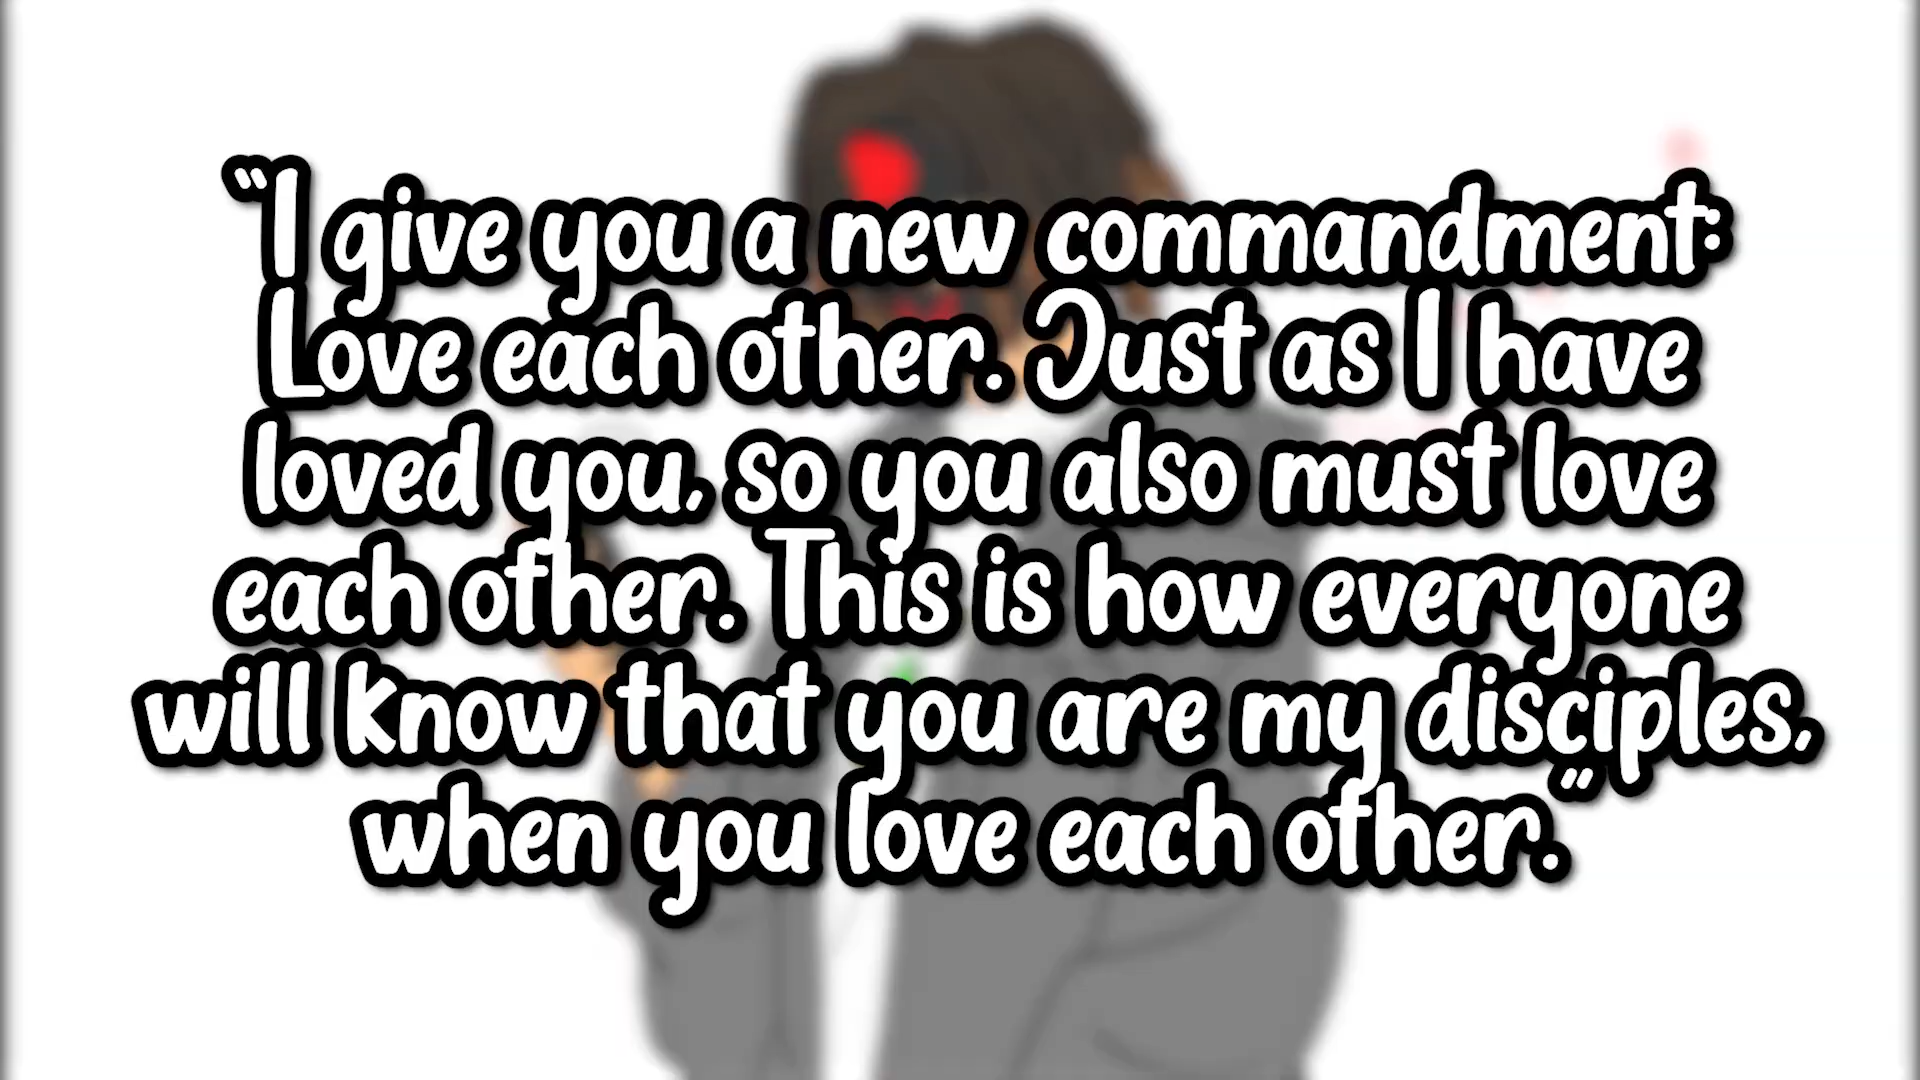 “I give you a new commandment:
Love each other. Just as I have
loved you, so you also must love
each other. This is how everyone
will know that you are my disciples,
when you love each other.”